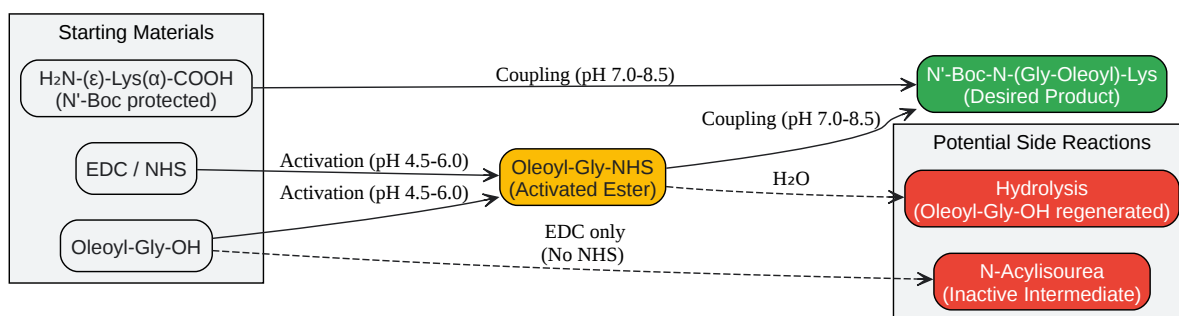 Starting Materials
H₂N-(ε)-Lys(α)-COOH
(N'-Boc protected)
EDC / NHS
Oleoyl-Gly-OH
Coupling (pH 7.0-8.5)
Activation (pH 4.5-6.0)
Activation (pH 4.5-6.0)
EDC only
(No NHS)
Oleoyl-Gly-NHS
(Activated Ester)
Coupling (pH 7.0-8.5)
H₂O
N'-Boc-N-(Gly-Oleoyl)-Lys
(Desired Product)
Potential Side Reactions
Hydrolysis
(Oleoyl-Gly-OH regenerated)
N-Acylisourea
(Inactive Intermediate)